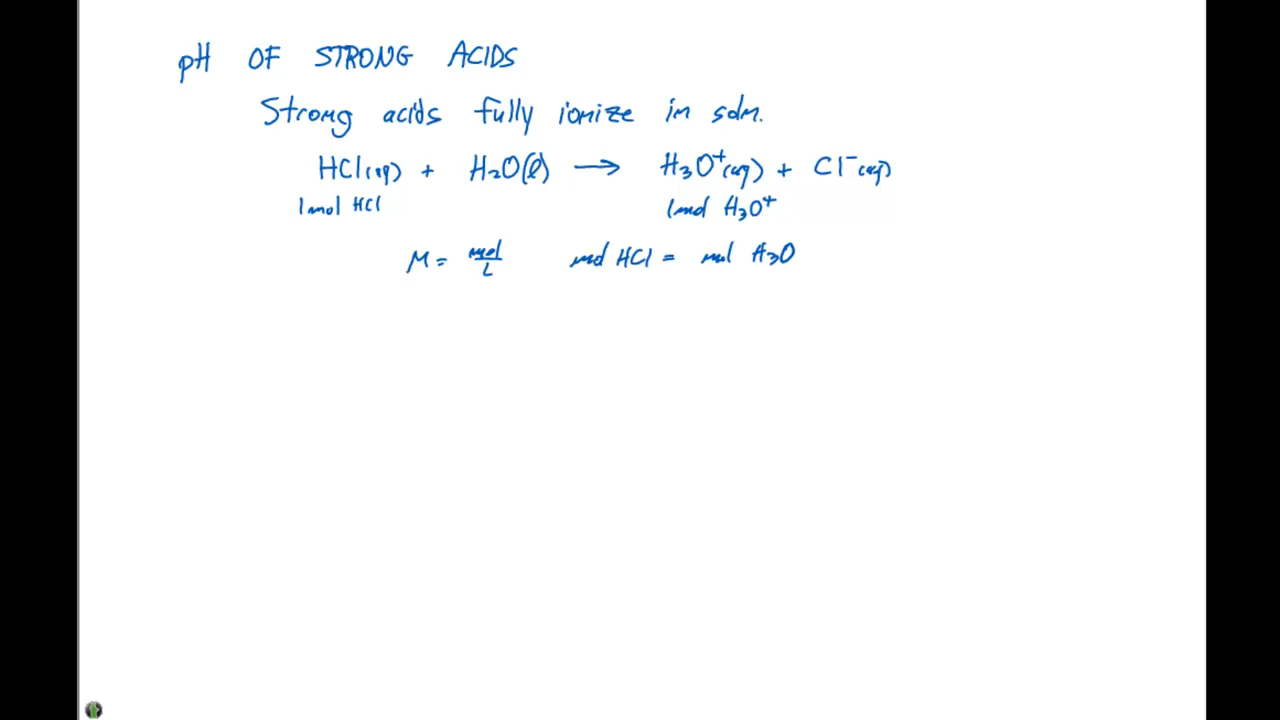 pH OF STRONG ACIDS
Strong acids fully ionize in soln.
HCl(aq) + H₂O(l) → H₃O⁺(aq) + Cl⁻(aq)
1 mol HCl 1 mol H₃O⁺
M = mol/L mol HCl = mol H₃O